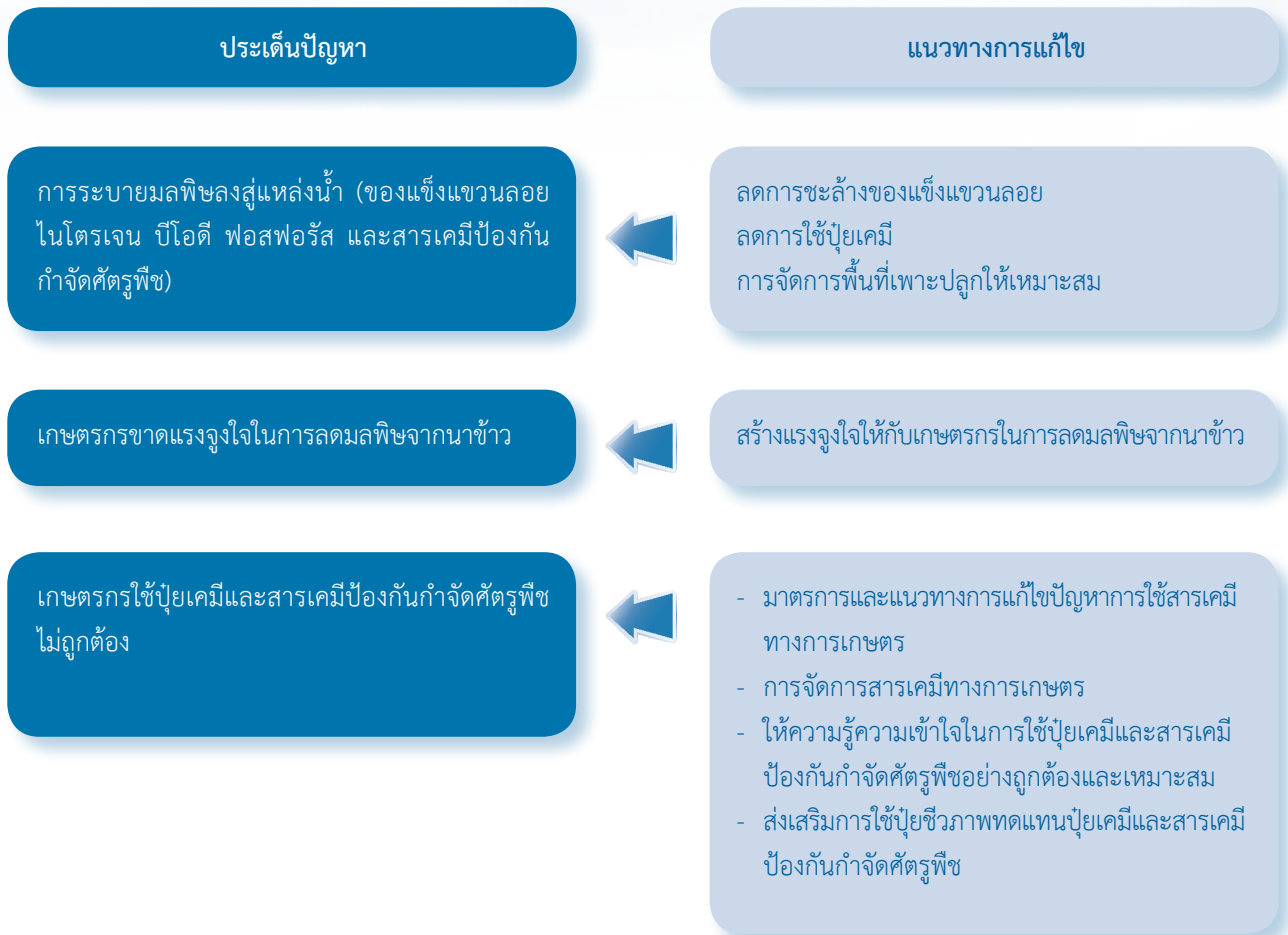 ประเด็นปัญหา
แนวทางการแก้ไข
การระบายมลพิษลงสู่แหล่งน้ำ (ของแข็งแขวนลอย
ไนโตรเจน บีโอดี ฟอสฟอรัส และสารเคมีป้องกัน
กำจัดศัตรูพืช)
ลดการชะล้างของแข็งแขวนลอย
ลดการใช้ปุ๋ยเคมี
การจัดการพื้นที่เพาะปลูกให้เหมาะสม
เกษตรกรขาดแรงจูงใจในการลดมลพิษจากนาข้าว
สร้างแรงจูงใจให้กับเกษตรกรในการลดมลพิษจากนาข้าว
เกษตรกรใช้ปุ๋ยเคมีและสารเคมีป้องกันกำจัดศัตรูพืช
ไม่ถูกต้อง
- มาตรการและแนวทางการแก้ไขปัญหาการใช้สารเคมี
ทางการเกษตร
- การจัดการสารเคมีทางการเกษตร
- ให้ความรู้ความเข้าใจในการใช้ปุ๋ยเคมีและสารเคมี
ป้องกันกำจัดศัตรูพืชอย่างถูกต้องและเหมาะสม
- ส่งเสริมการใช้ปุ๋ยชีวภาพทดแทนปุ๋ยเคมีและสารเคมี
ป้องกันกำจัดศัตรูพืช